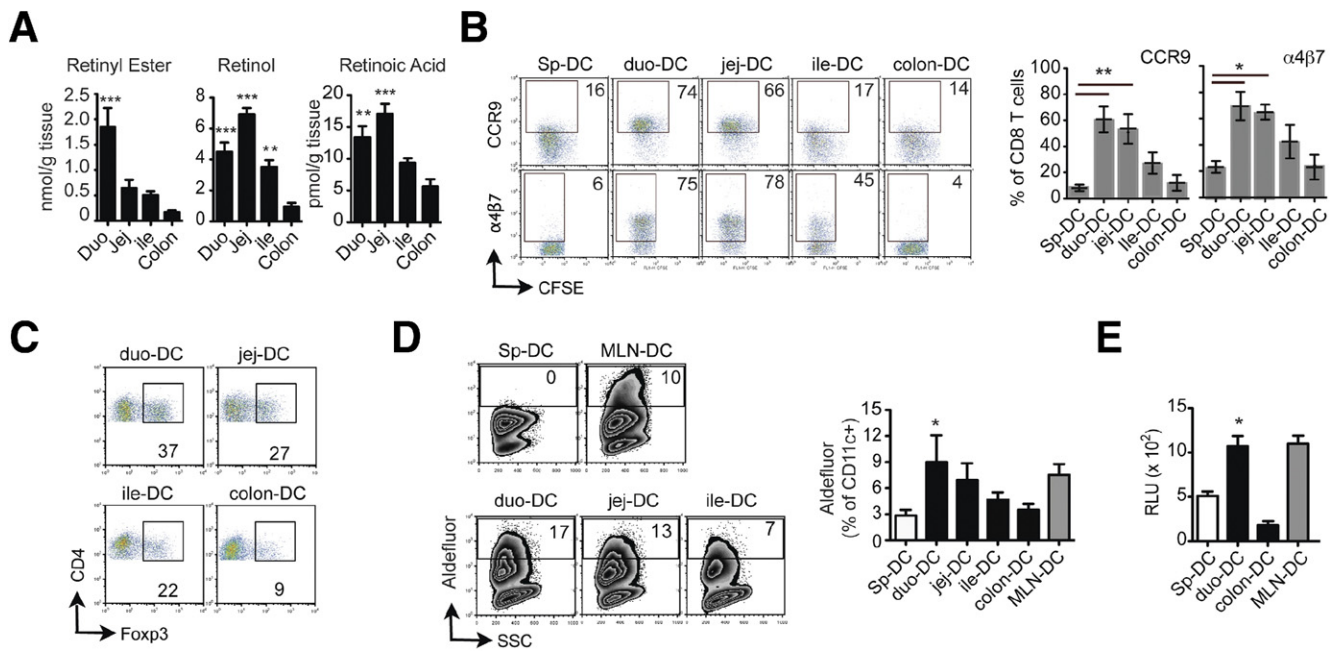 A
Retinyl Ester
Retinol
Retinoic Acid
nmol/g tissue
2.5
2.0
1.5
1.0
0.5
0
***
Duo
Jej
ile
Colon
8
6
4
2
0
***
***
**
Duo
Jej
ile
Colon
pmol/g tissue
20
15
10
5
0
**
***
Duo
Jej
ile
Colon
B
Sp-DC duo-DC jej-DC ile-DC colon-DC
CCR9
16 74 66 17 14
α4β7
6 75 78 45 4
CFSE
% of CD8 T cells
100
80
60
40
20
0
CCR9
**
Sp-DC
duo-DC
jej-DC
Ile-DC
colon-DC
α4β7
*
Sp-DC
duo-DC
jej-DC
Ile-DC
colon-DC
C
duo-DC jej-DC
37 27
ile-DC colon-DC
22 9
CD4
Foxp3
D
Sp-DC MLN-DC
0 10
0 200 400 600 800 1000
duo-DC jej-DC ile-DC
17 13 7
Aldefluor
SSC
Aldefluor
(% of CD11c+)
15
12
9
6
3
0
*
Sp-DC
duo-DC
jej-DC
ile-DC
colon-DC
MLN-DC
E
RLU (x 10²)
15
10
5
0
*
Sp-DC
duo-DC
colon-DC
MLN-DC